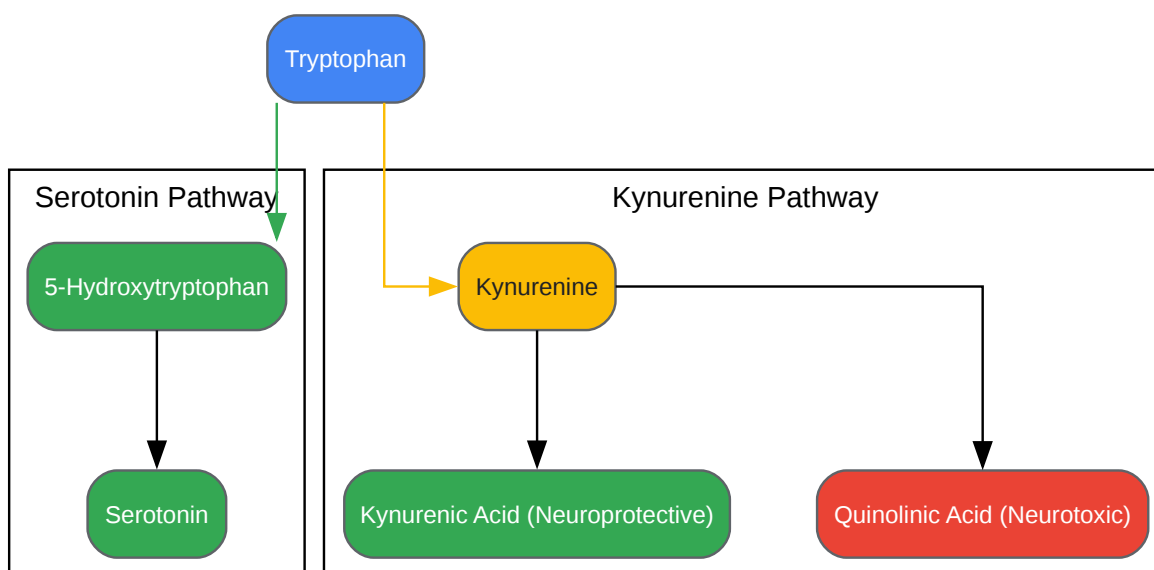 Tryptophan
Serotonin Pathway
Kynurenine Pathway
5-Hydroxytryptophan
Kynurenine
Serotonin
Kynurenic Acid (Neuroprotective)
Quinolinic Acid (Neurotoxic)